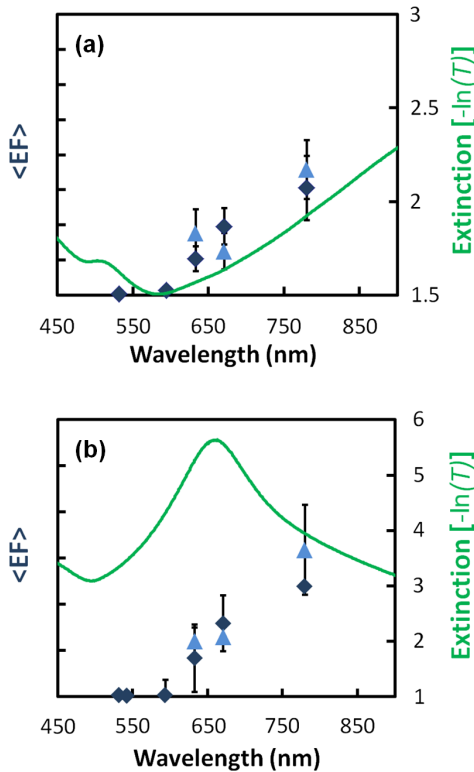 (a)
<EF>
3
2.5
2
1.5
Extinction [-ln(T)]
450 550 650 750 850
Wavelength (nm)
(b)
<EF>
6
5
4
3
2
1
Extinction [-ln(T)]
450 550 650 750 850
Wavelength (nm)